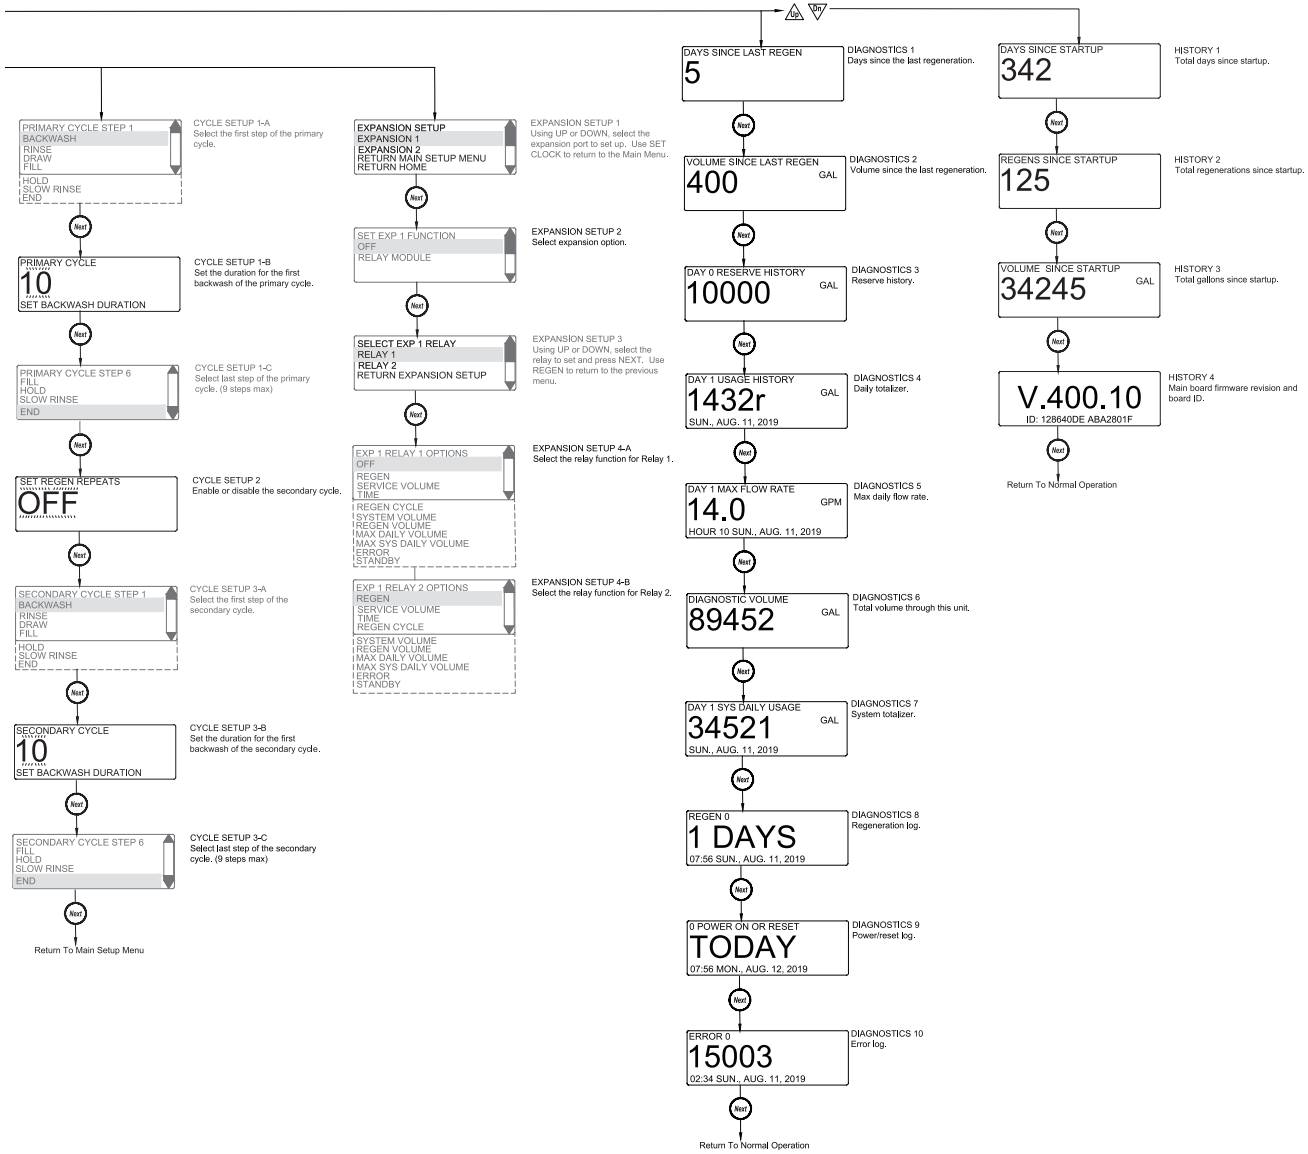 Up
Dn
PRIMARY CYCLE STEP 1
BACKWASH
RINSE
DRAW
FILL
HOLD
SLOW RINSE
END
CYCLE SETUP 1-A
Select the first step of the primary
cycle.
Next
PRIMARY CYCLE
10
SET BACKWASH DURATION
CYCLE SETUP 1-B
Set the duration for the first
backwash of the primary cycle.
Next
PRIMARY CYCLE STEP 6
FILL
HOLD
SLOW RINSE
END
CYCLE SETUP 1-C
Select last step of the primary
cycle. (9 steps max)
Next
SET REGEN REPEATS
OFF
CYCLE SETUP 2
Enable or disable the secondary cycle.
Next
SECONDARY CYCLE STEP 1
BACKWASH
RINSE
DRAW
FILL
HOLD
SLOW RINSE
END
CYCLE SETUP 3-A
Select the first step of the
secondary cycle.
Next
SECONDARY CYCLE
10
SET BACKWASH DURATION
CYCLE SETUP 3-B
Set the duration for the first
backwash of the secondary cycle.
Next
SECONDARY CYCLE STEP 6
FILL
HOLD
SLOW RINSE
END
CYCLE SETUP 3-C
Select last step of the secondary
cycle. (9 steps max)
Next
Return To Main Setup Menu
EXPANSION SETUP
EXPANSION 1
EXPANSION 2
RETURN MAIN SETUP MENU
RETURN HOME
EXPANSION SETUP 1
Using UP or DOWN, select the
expansion port to set up. Use SET
CLOCK to return to the Main Menu.
Next
SET EXP 1 FUNCTION
OFF
RELAY MODULE
EXPANSION SETUP 2
Select expansion option.
Next
SELECT EXP 1 RELAY
RELAY 1
RELAY 2
RETURN EXPANSION SETUP
EXPANSION SETUP 3
Using UP or DOWN, select the
relay to set and press NEXT. Use
REGEN to return to the previous
menu.
Next
EXP 1 RELAY 1 OPTIONS
OFF
REGEN
SERVICE VOLUME
TIME
REGEN CYCLE
SYSTEM VOLUME
REGEN VOLUME
MAX DAILY VOLUME
MAX SYS DAILY VOLUME
ERROR
STANDBY
EXPANSION SETUP 4-A
Select the relay function for Relay 1.
EXP 1 RELAY 2 OPTIONS
REGEN
SERVICE VOLUME
TIME
REGEN CYCLE
SYSTEM VOLUME
REGEN VOLUME
MAX DAILY VOLUME
MAX SYS DAILY VOLUME
ERROR
STANDBY
EXPANSION SETUP 4-B
Select the relay function for Relay 2.
DAYS SINCE LAST REGEN
5
DIAGNOSTICS 1
Days since the last regeneration.
Next
VOLUME SINCE LAST REGEN
400 GAL
DIAGNOSTICS 2
Volume since the last regeneration.
Next
DAY 0 RESERVE HISTORY
10000 GAL
DIAGNOSTICS 3
Reserve history.
Next
DAY 1 USAGE HISTORY
1432r GAL
SUN., AUG. 11, 2019
DIAGNOSTICS 4
Daily totalizer.
Next
DAY 1 MAX FLOW RATE
14.0 GPM
HOUR 10 SUN., AUG. 11, 2019
DIAGNOSTICS 5
Max daily flow rate.
Next
DIAGNOSTIC VOLUME
89452 GAL
DIAGNOSTICS 6
Total volume through this unit.
Next
DAY 1 SYS DAILY USAGE
34521 GAL
SUN., AUG. 11, 2019
DIAGNOSTICS 7
System totalizer.
Next
REGEN 0
1 DAYS
07:56 SUN., AUG. 11, 2019
DIAGNOSTICS 8
Regeneration log.
Next
0 POWER ON OR RESET
TODAY
07:56 MON., AUG. 12, 2019
DIAGNOSTICS 9
Power/reset log.
Next
ERROR 0
15003
02:34 SUN., AUG. 11, 2019
DIAGNOSTICS 10
Error log.
Next
Return To Normal Operation
DAYS SINCE STARTUP
342
HISTORY 1
Total days since startup.
Next
REGENS SINCE STARTUP
125
HISTORY 2
Total regenerations since startup.
Next
VOLUME SINCE STARTUP
34245 GAL
HISTORY 3
Total gallons since startup.
Next
V.400.10
ID: 128640DE ABA2801F
HISTORY 4
Main board firmware revision and
board ID.
Next
Return To Normal Operation